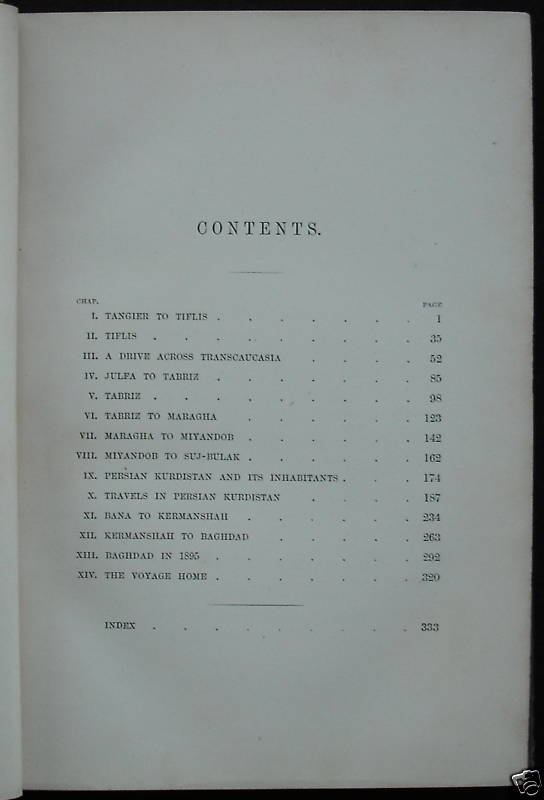 CONTENTS.
CHAP. PAGE
I. TANGIER TO TIFLIS . . . . . . . 1
II. TIFLIS . . . . . . . . . 35
III. A DRIVE ACROSS TRANSCAUCASIA . . . . 52
IV. JULFA TO TABRIZ . . . . . . . 85
V. TABRIZ . . . . . . . . . 98
VI. TABRIZ TO MARAGHA . . . . . . 123
VII. MARAGHA TO MIYANDOB . . . . . . 142
VIII. MIYANDOB TO SUJ-BULAK . . . . . . 162
IX. PERSIAN KURDISTAN AND ITS INHABITANTS . . . 174
X. TRAVELS IN PERSIAN KURDISTAN . . . . 187
XI. BANA TO KERMANSHAH . . . . . . 234
XII. KERMANSHAH TO BAGHDAD . . . . . 263
XIII. BAGHDAD IN 1895 . . . . . . . 292
XIV. THE VOYAGE HOME . . . . . . . 320
INDEX . . . . . . . . . 333